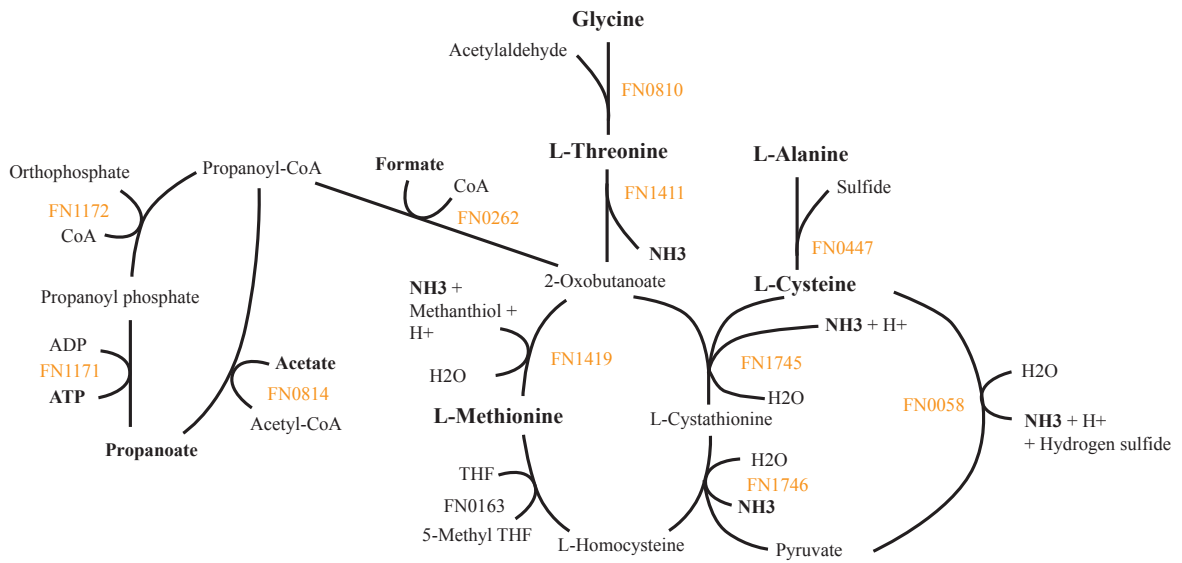 Glycine
Acetylaldehyde
FN0810
L-Threonine
L-Alanine
Formate
Propanoyl-CoA
Orthophosphate
CoA
Sulfide
FN1411
FN1172
FN0262
CoA
FN0447
NH3
2-Oxobutanoate
L-Cysteine
NH3 +
Methanthiol +
H+
Propanoyl phosphate
NH3 + H+
ADP
FN1171
ATP
Acetate
FN0814
Acetyl-CoA
FN1419
H2O
FN1745
H2O
H2O
FN0058
NH3 + H+
+ Hydrogen sulfide
L-Methionine
L-Cystathionine
Propanoate
THF
FN0163
5-Methyl THF
H2O
FN1746
NH3
L-Homocysteine
Pyruvate